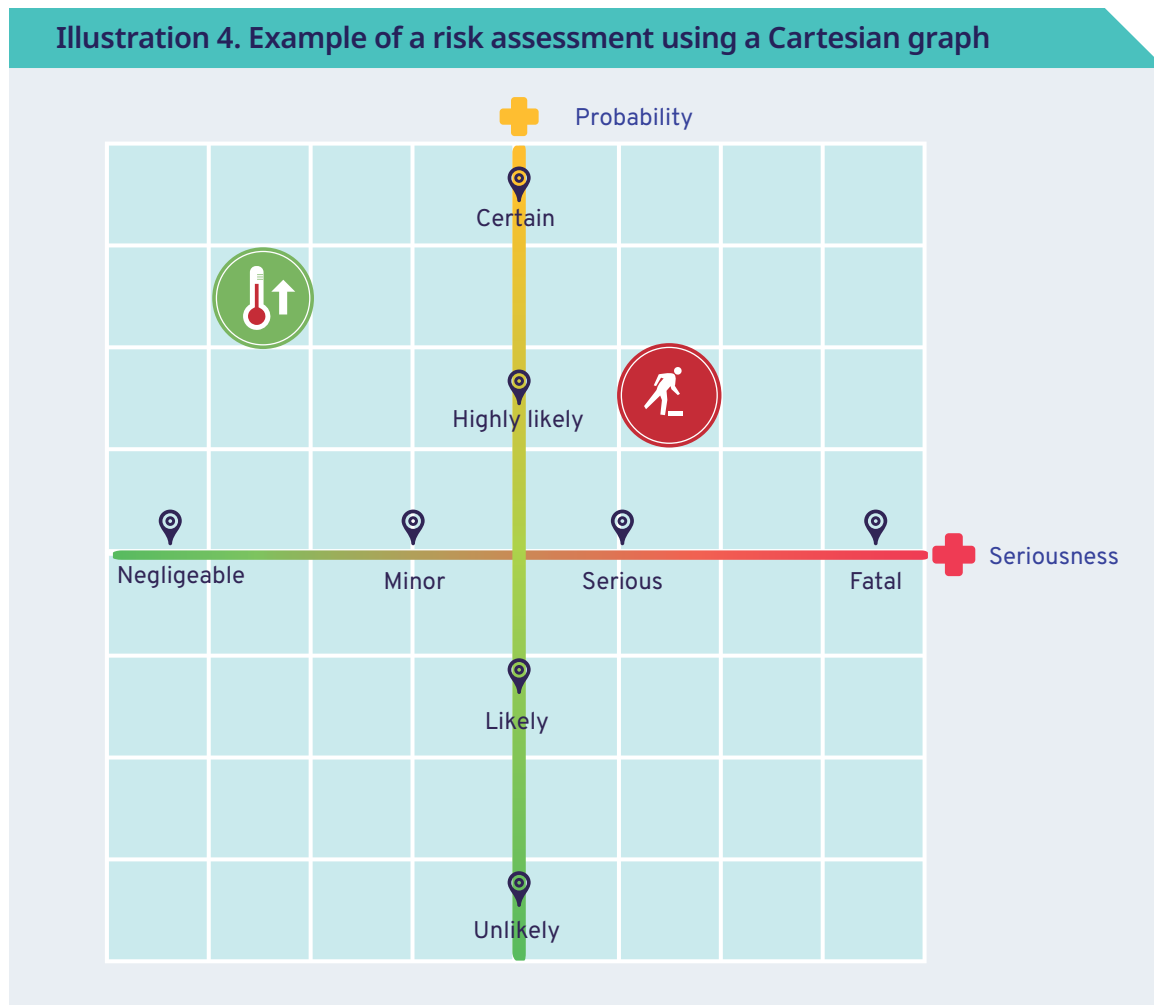 Illustration 4. Example of a risk assessment using a Cartesian graph
Probability
Certain
Highly likely
Negligeable
Minor
Serious
Fatal
Seriousness
Likely
Unlikely